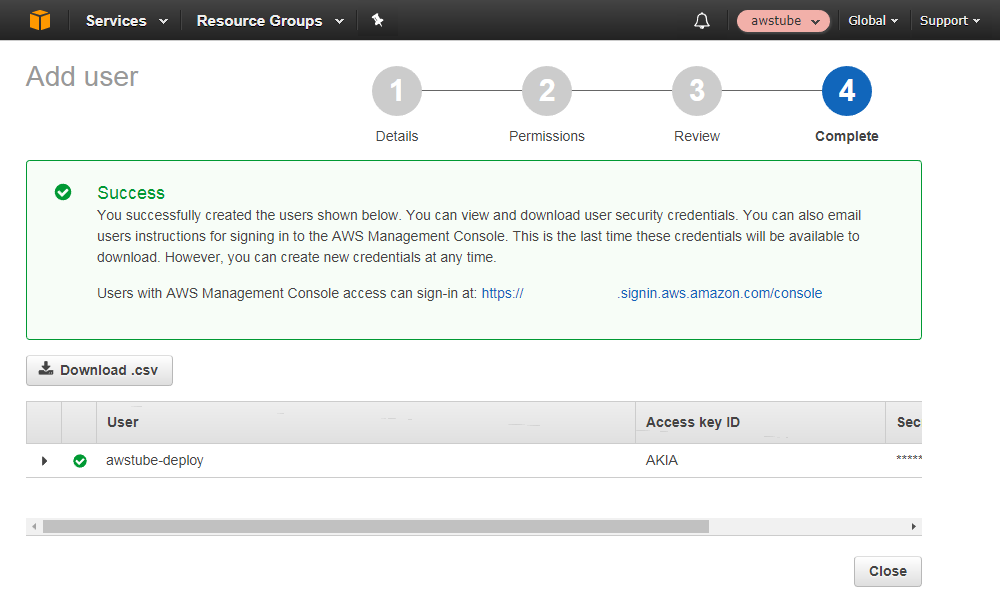 Services Resource Groups awstube Global Support
Add user
1 2 3 4
Details Permissions Review Complete
Success
You successfully created the users shown below. You can view and download user security credentials. You can also email
users instructions for signing in to the AWS Management Console. This is the last time these credentials will be available to
download. However, you can create new credentials at any time.
Users with AWS Management Console access can sign-in at: https:// .signin.aws.amazon.com/console
Download .csv
User Access key ID Sec
awstube-deploy AKIA *****
Close